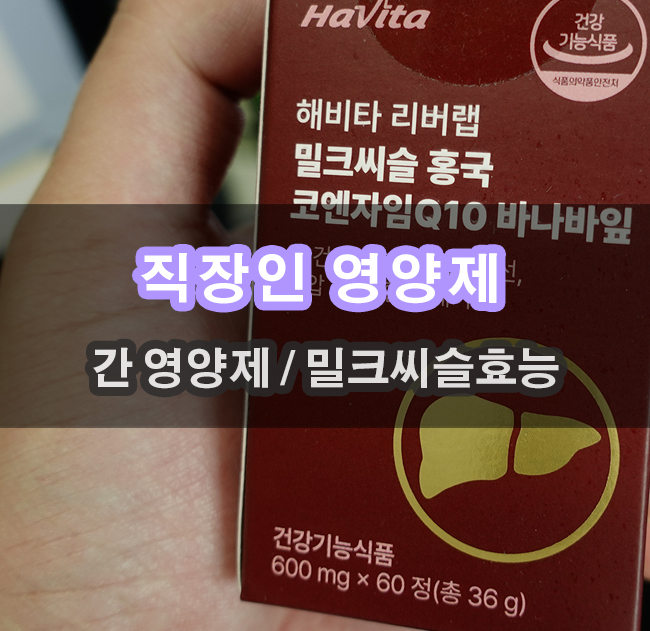 HaVita
건강
기능식품
식품의약품안전처
해비타 리버랩
밀크씨슬 홍국
코엔자임Q10 바나바잎
직장인 영양제
간 영양제 / 밀크씨슬효능
건강기능식품
600 mg × 60 정(총 36 g)